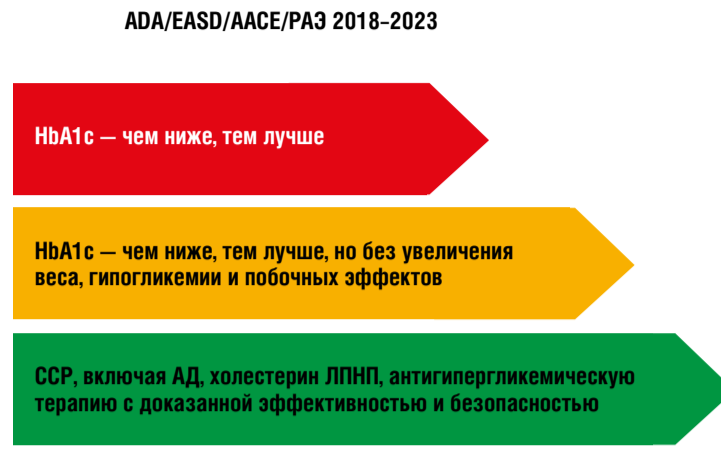 ADA/EASD/AACE/РАЭ 2018–2023
HbA1c — чем ниже, тем лучше
HbA1c — чем ниже, тем лучше, но без увеличения
веса, гипогликемии и побочных эффектов
ССР, включая АД, холестерин ЛПНП, антигипергликемическую
терапию с доказанной эффективностью и безопасностью